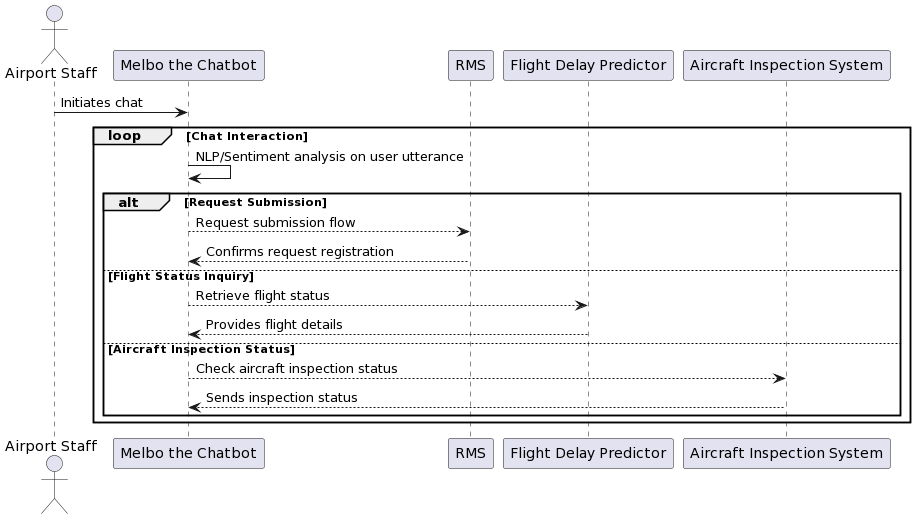 Airport Staff
Melbo the Chatbot
RMS
Flight Delay Predictor
Aircraft Inspection System
Initiates chat
loop
[Chat Interaction]
NLP/Sentiment analysis on user utterance
alt
[Request Submission]
Request submission flow
Confirms request registration
[Flight Status Inquiry]
Retrieve flight status
Provides flight details
[Aircraft Inspection Status]
Check aircraft inspection status
Sends inspection status
Airport Staff
Melbo the Chatbot
RMS
Flight Delay Predictor
Aircraft Inspection System